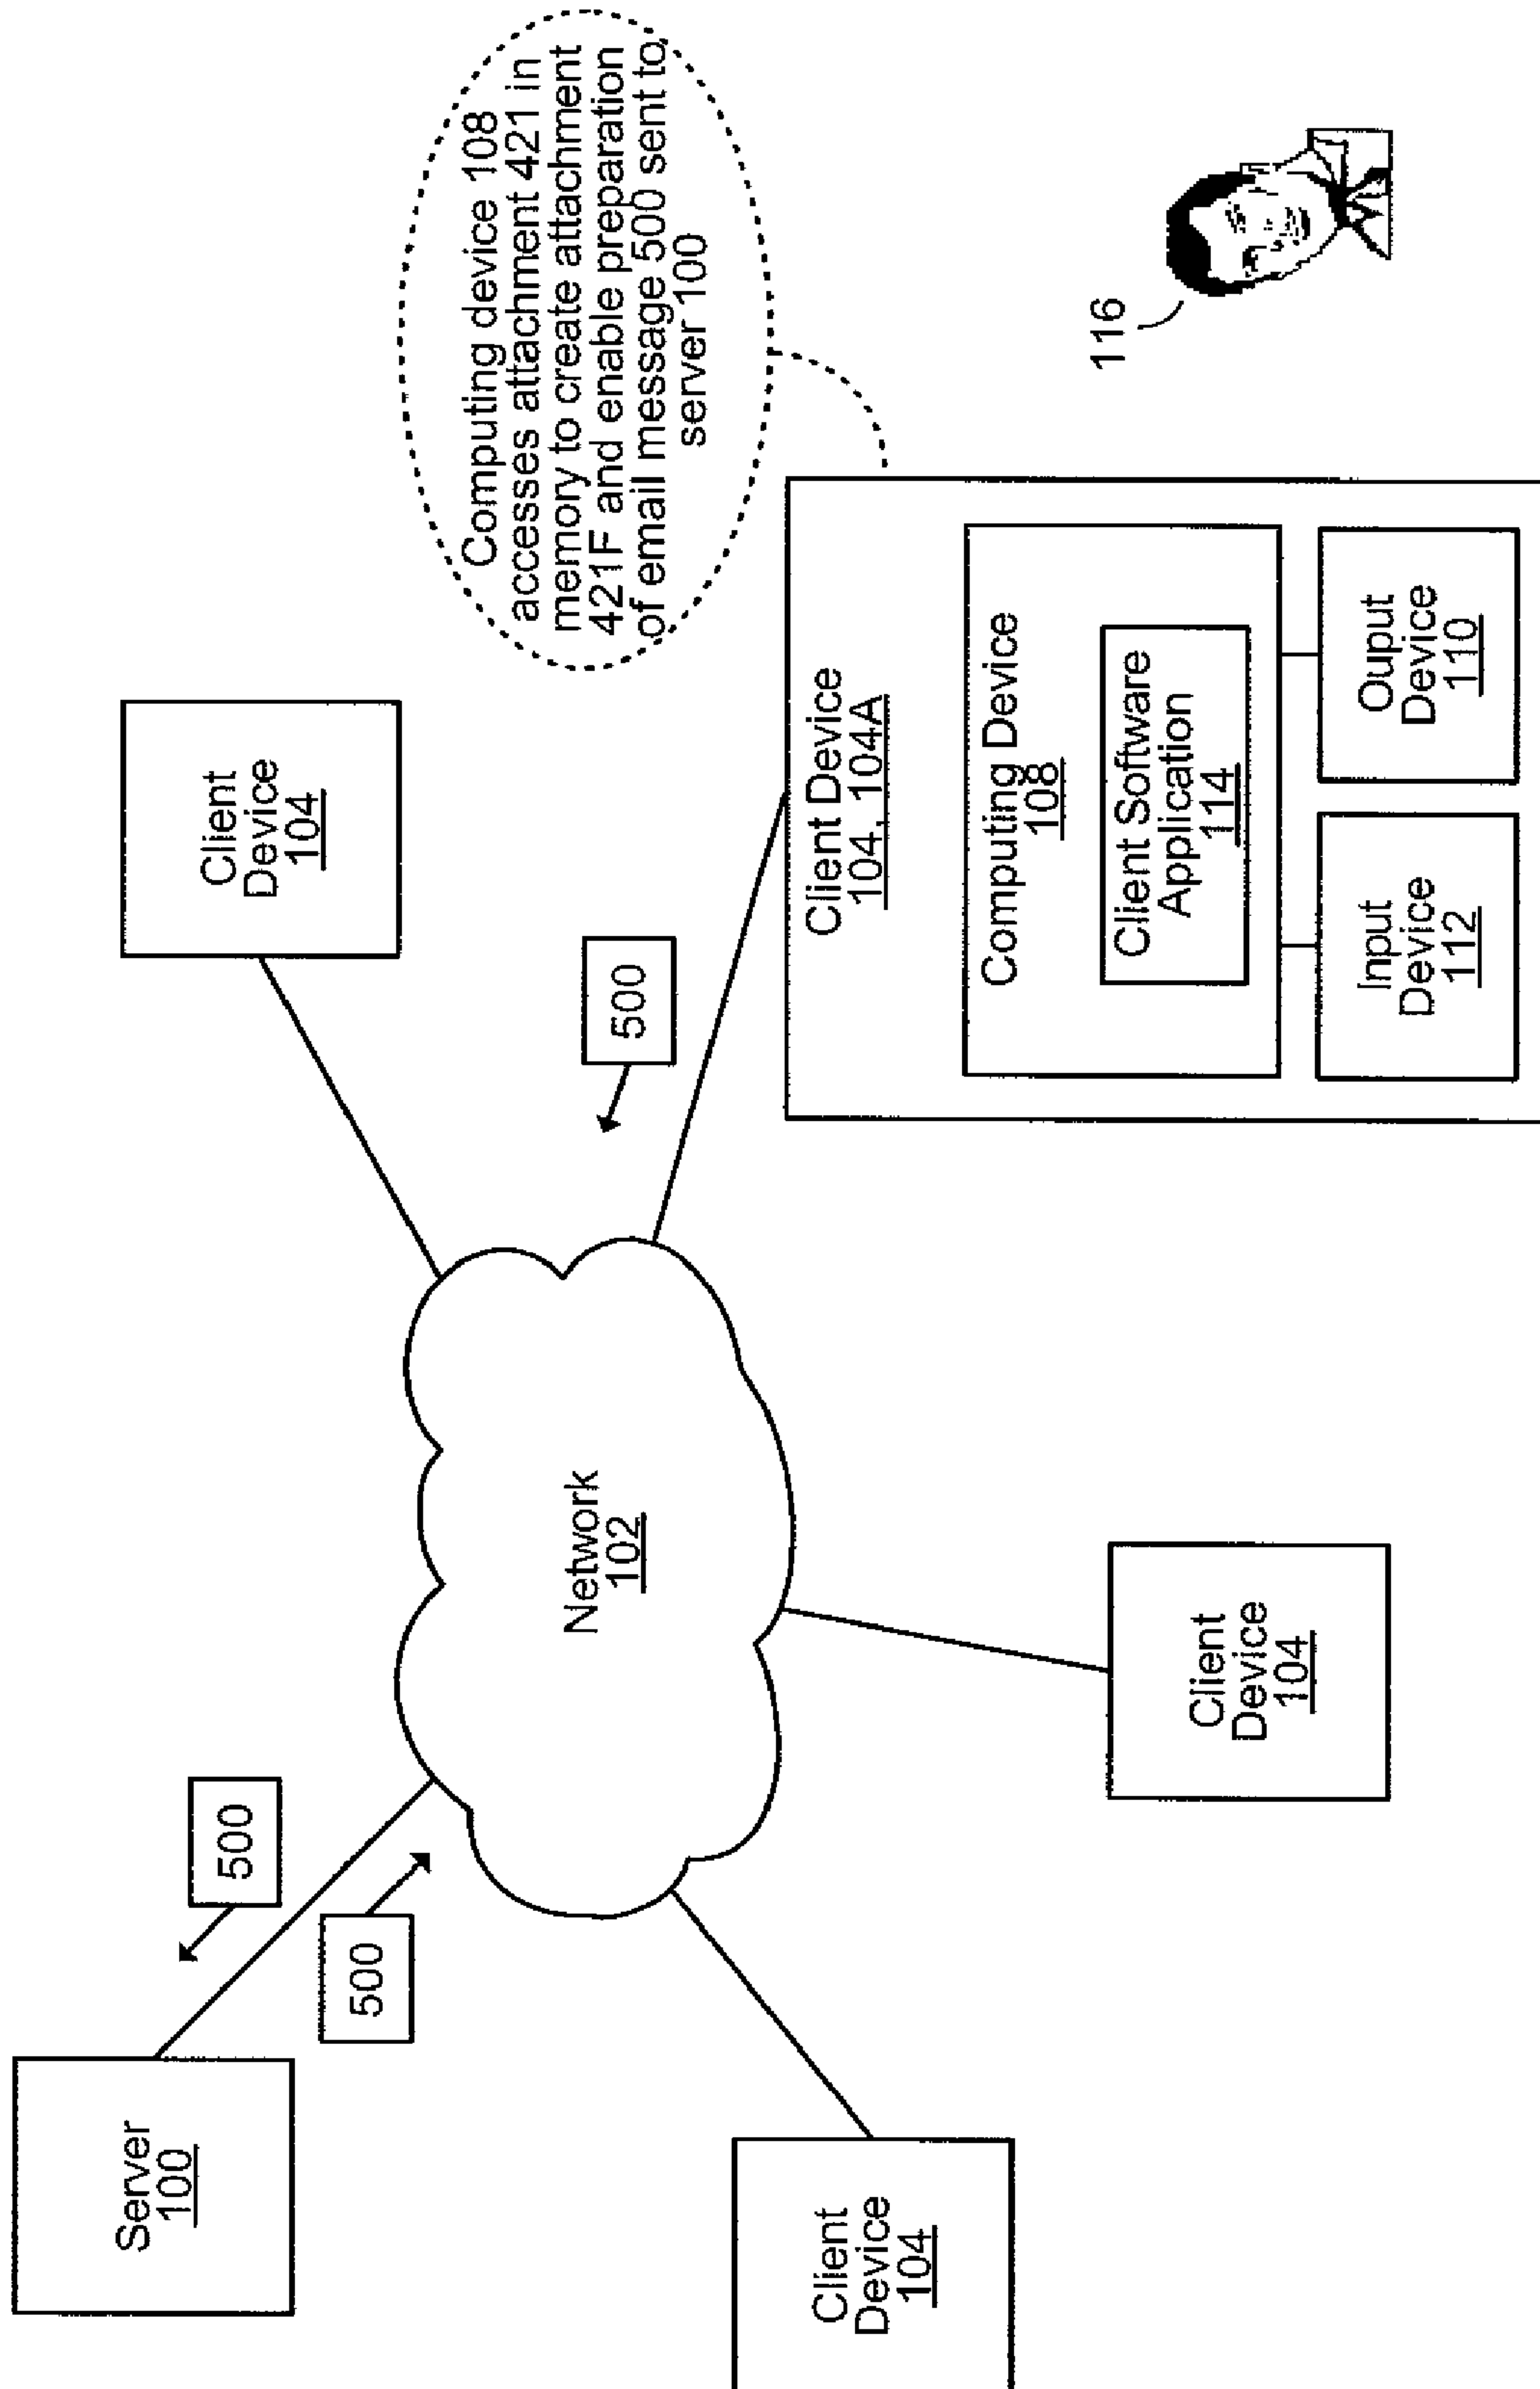 Server
100
500
500
Network
102
Client
Device
104
500
Computing device 108
accesses attachment 421 in
memory to create attachment
421F and enable preparation
of email message 500 sent to
server 100
Client
Device
104
Client
Device
104
Client Device
104, 104A
Computing Device
108
Client Software
Application
114
Input
Device
112
Ouput
Device
110
116